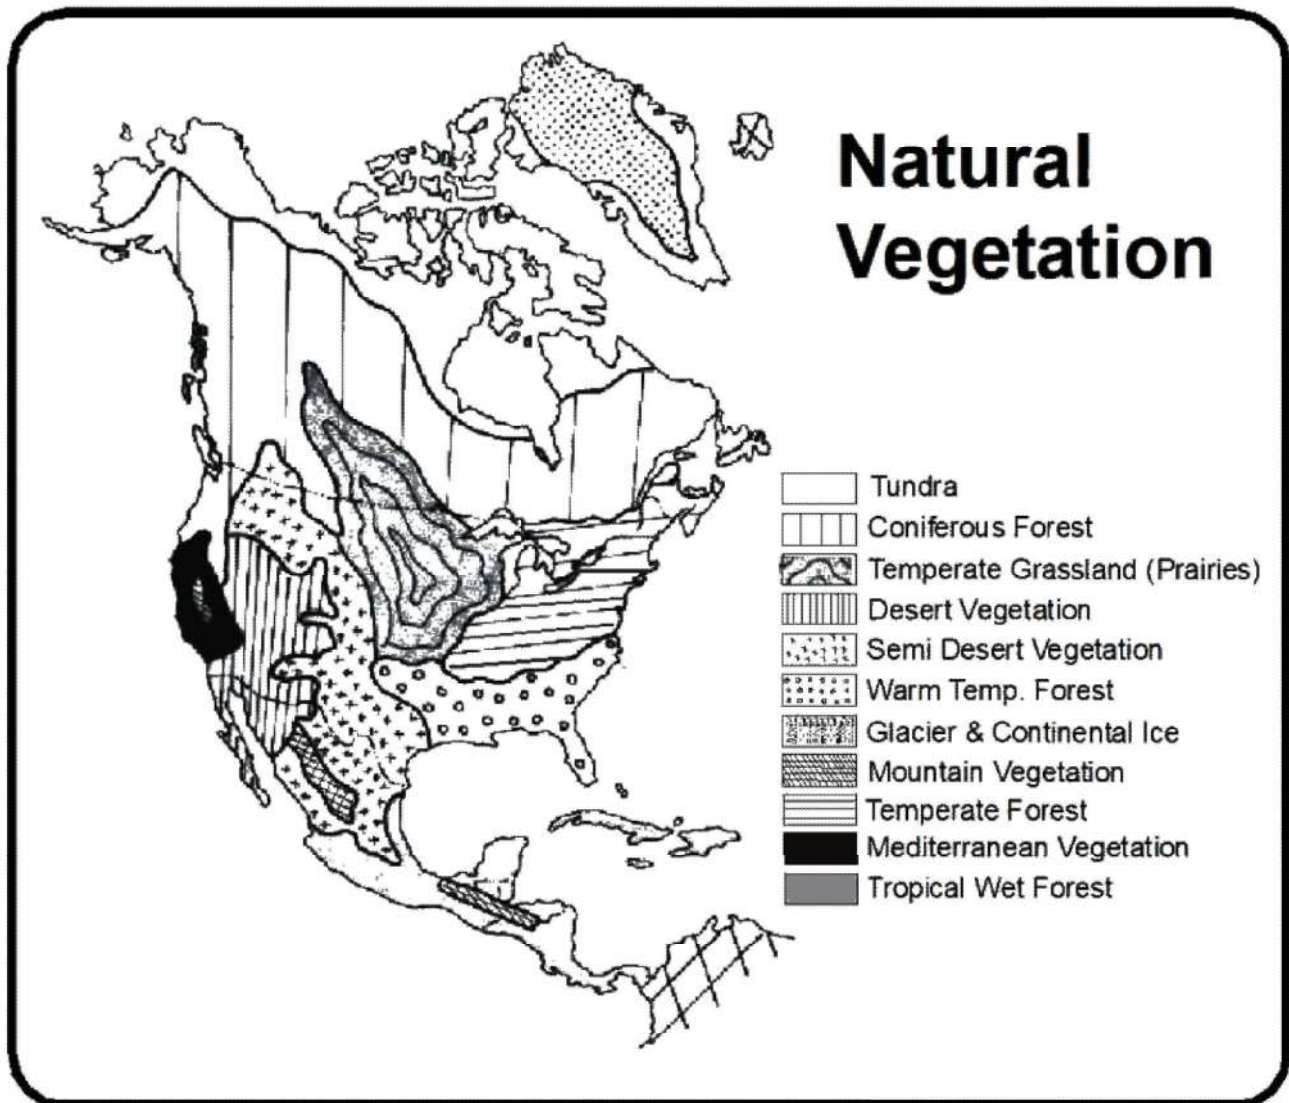 Natural
Vegetation
Tundra
Coniferous Forest
Temperate Grassland (Prairies)
Desert Vegetation
Semi Desert Vegetation
Warm Temp. Forest
Glacier & Continental Ice
Mountain Vegetation
Temperate Forest
Mediterranean Vegetation
Tropical Wet Forest